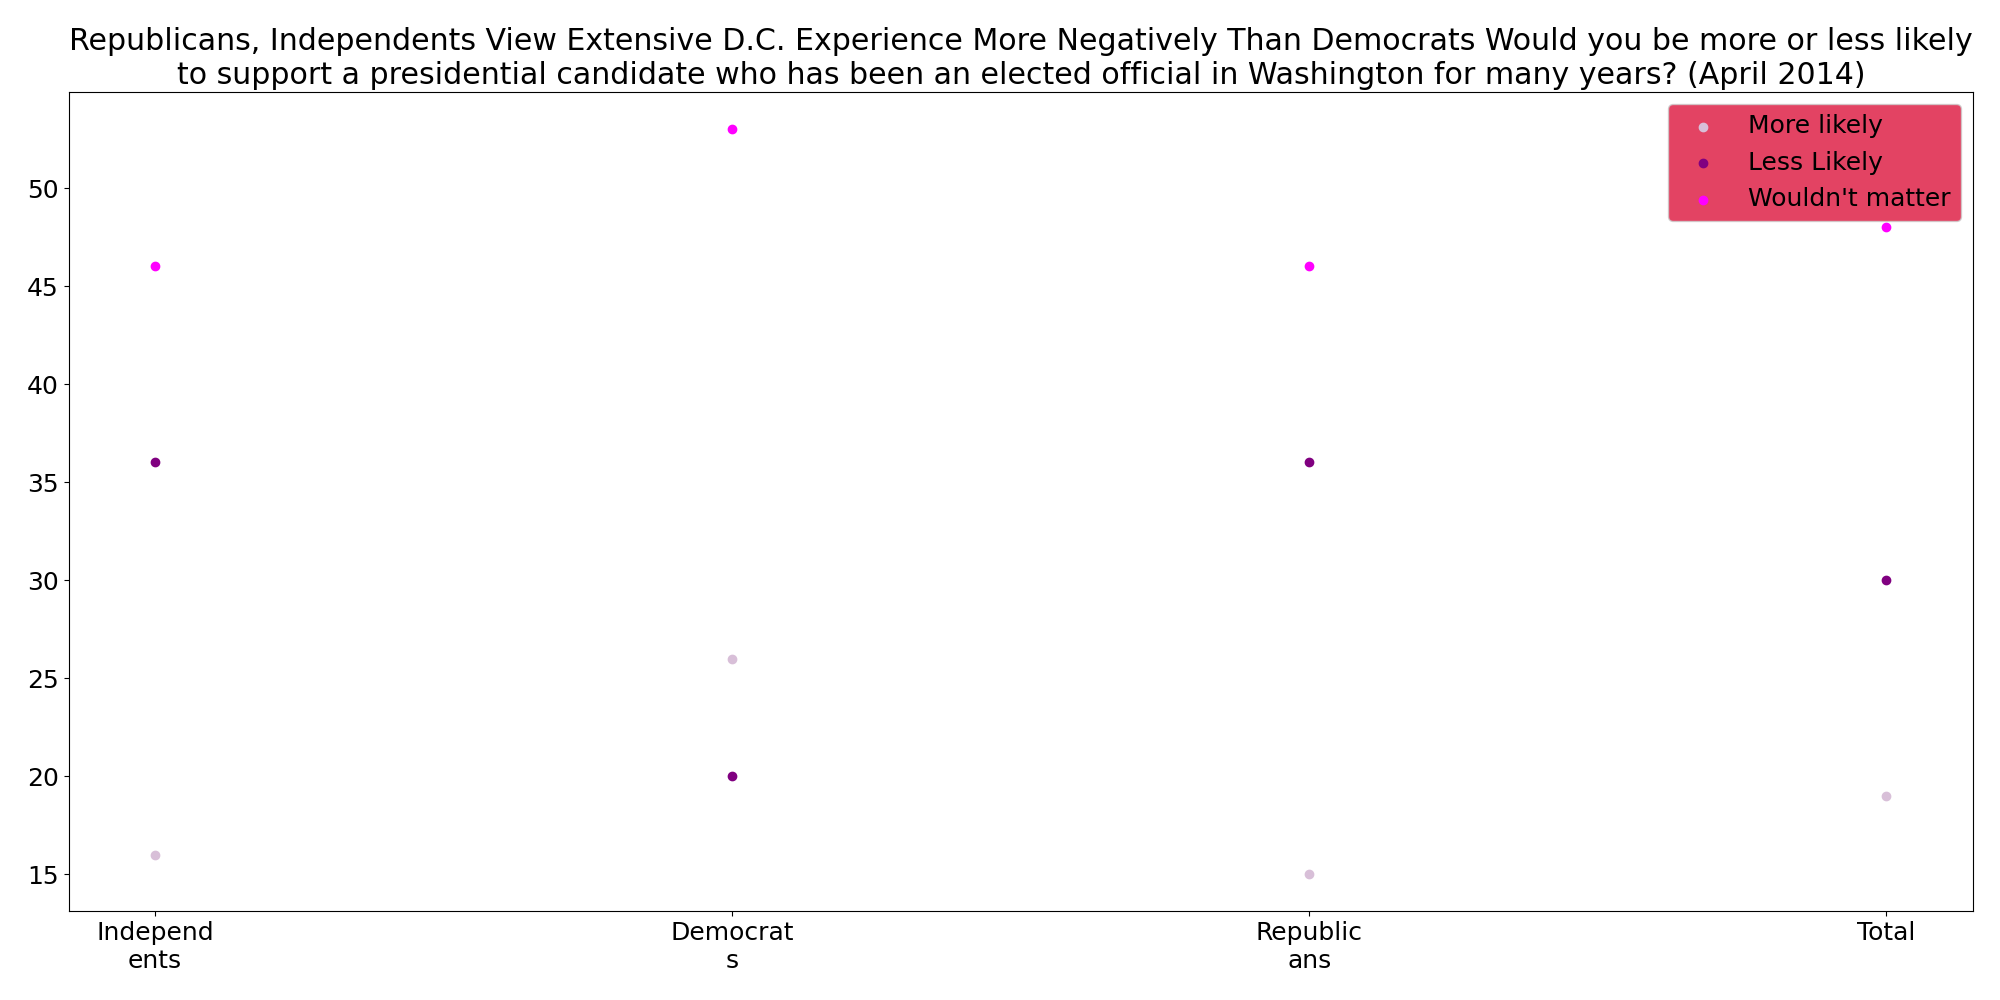 Republicans, Independents View Extensive D.C. Experience More Negatively Than Democrats Would you be more or less likely
to support a presidential candidate who has been an elected official in Washington for many years? (April 2014)
More likely
Less Likely
Wouldn't matter
50
45
40
35
30
25
20
15
Independ
ents
Democrat
s
Republic
ans
Total